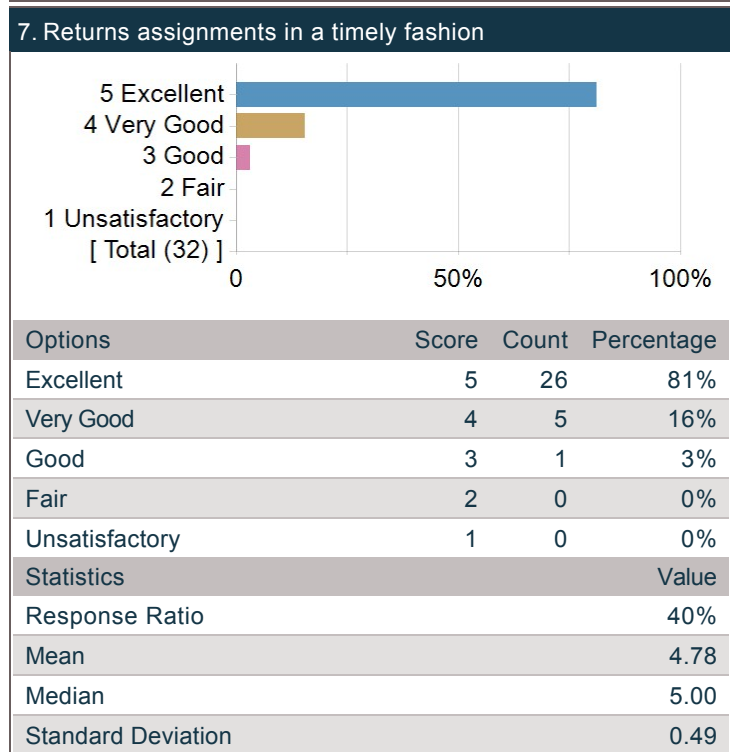 7. Returns assignments in a timely fashion
5 Excellent
4 Very Good
3 Good
2 Fair
1 Unsatisfactory
[ Total (32) ]
0 50% 100%
Options Score Count Percentage
Excellent 5 26 81%
Very Good 4 5 16%
Good 3 1 3%
Fair 2 0 0%
Unsatisfactory 1 0 0%
Statistics Value
Response Ratio 40%
Mean 4.78
Median 5.00
Standard Deviation 0.49